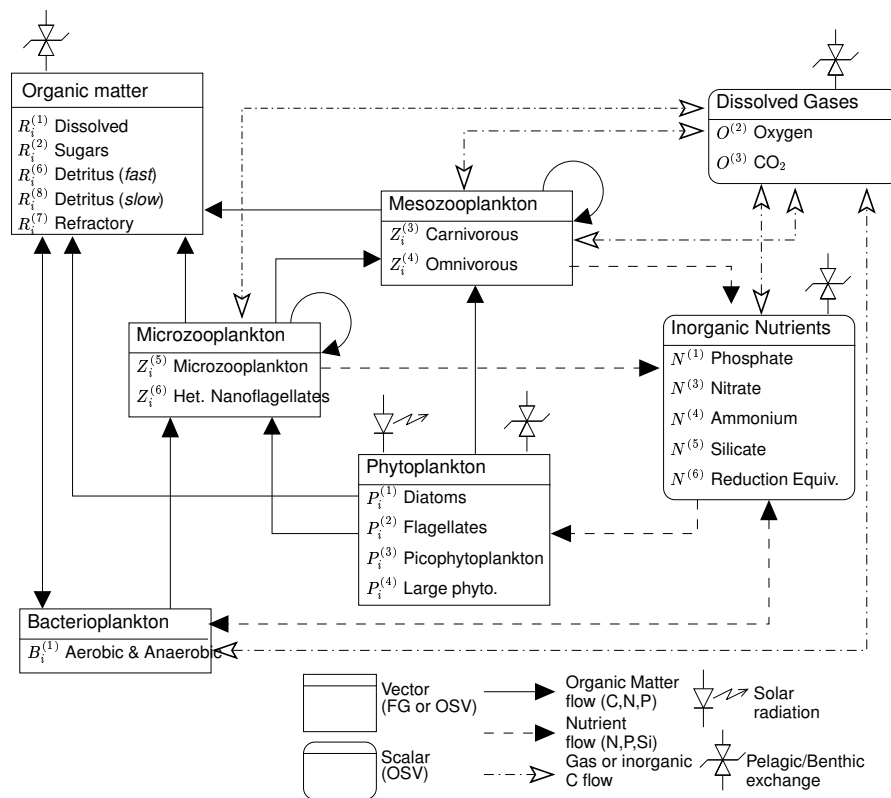 Organic matter
R_i^(1) Dissolved
R_i^(2) Sugars
R_i^(6) Detritus (fast)
R_i^(8) Detritus (slow)
R_i^(7) Refractory
Dissolved Gases
O^(2) Oxygen
O^(3) CO₂
Mesozooplankton
Z_i^(3) Carnivorous
Z_i^(4) Omnivorous
Microzooplankton
Z_i^(5) Microzooplankton
Z_i^(6) Het. Nanoflagellates
Inorganic Nutrients
N^(1) Phosphate
N^(3) Nitrate
N^(4) Ammonium
N^(5) Silicate
N^(6) Reduction Equiv.
Phytoplankton
P_i^(1) Diatoms
P_i^(2) Flagellates
P_i^(3) Picophytoplankton
P_i^(4) Large phyto.
Bacterioplankton
B_i^(1) Aerobic & Anaerobic
Vector
(FG or OSV)
Scalar
(OSV)
Organic Matter
flow (C,N,P)
Nutrient
flow (N,P,Si)
Gas or inorganic
C flow
Solar
radiation
Pelagic/Benthic
exchange